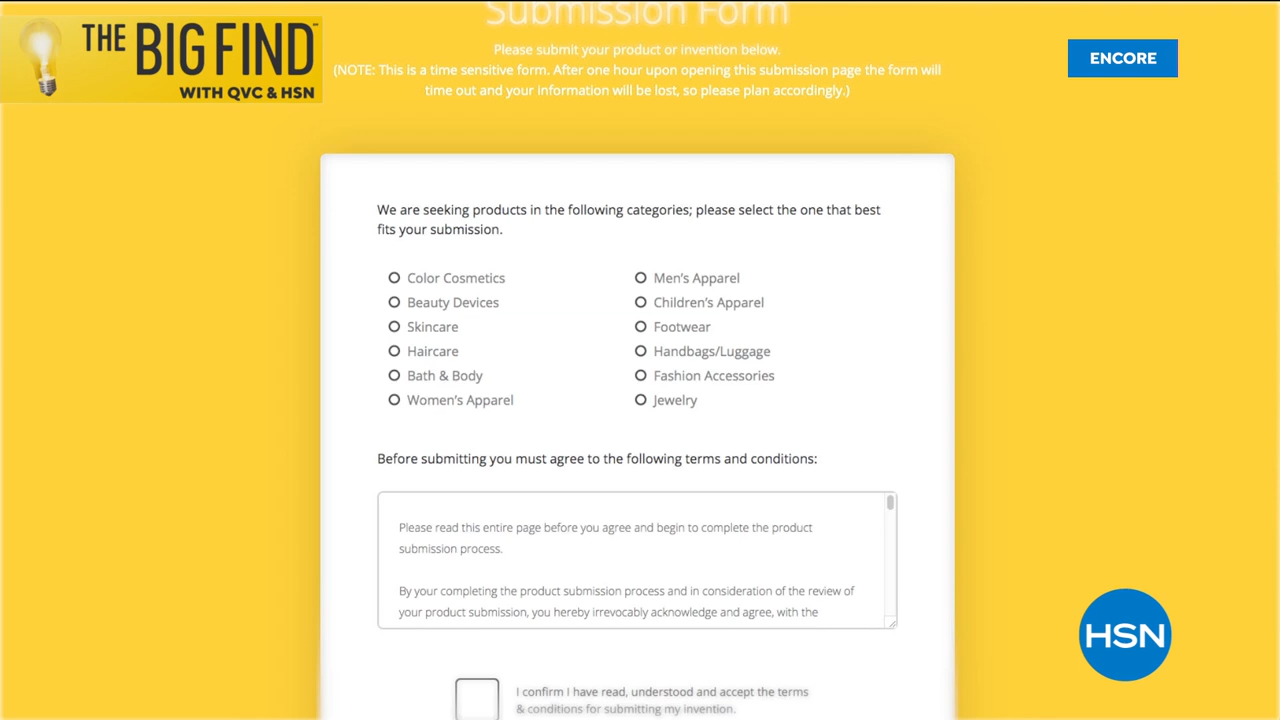 Submission Form
THE BIG FIND
WITH QVC & HSN
ENCORE
Please submit your product or invention below.
(NOTE: This is a time sensitive form. After one hour upon opening this submission page the form will
time out and your information will be lost, so please plan accordingly.)
We are seeking products in the following categories; please select the one that best
fits your submission.
Color Cosmetics
Beauty Devices
Skincare
Haircare
Bath & Body
Women's Apparel
Men's Apparel
Children's Apparel
Footwear
Handbags/Luggage
Fashion Accessories
Jewelry
Before submitting you must agree to the following terms and conditions:
Please read this entire page before you agree and begin to complete the product
submission process.
By your completing the product submission process and in consideration of the review of
your product submission, you hereby irrevocably acknowledge and agree, with the
I confirm I have read, understood and accept the terms
& conditions for submitting my invention.
HSN